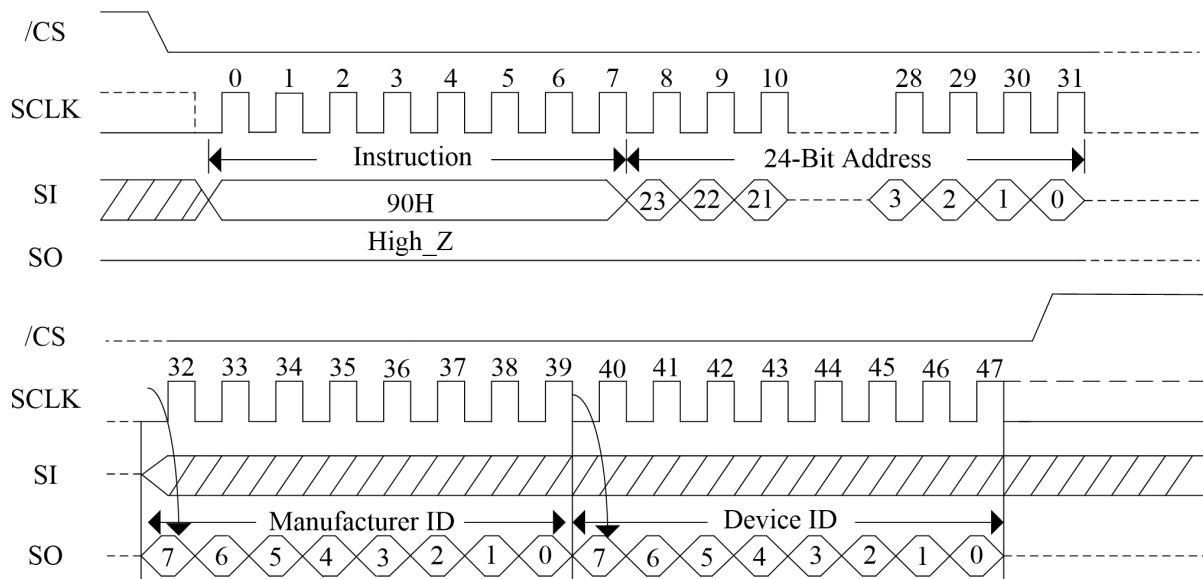 /CS
0 1 2 3 4 5 6 7 8 9 10 28 29 30 31
SCLK
Instruction 24-Bit Address
SI 90H 23 22 21 3 2 1 0
High_Z
SO
/CS
32 33 34 35 36 37 38 39 40 41 42 43 44 45 46 47
SCLK
SI
Manufacturer ID Device ID
SO 7 6 5 4 3 2 1 0 7 6 5 4 3 2 1 0